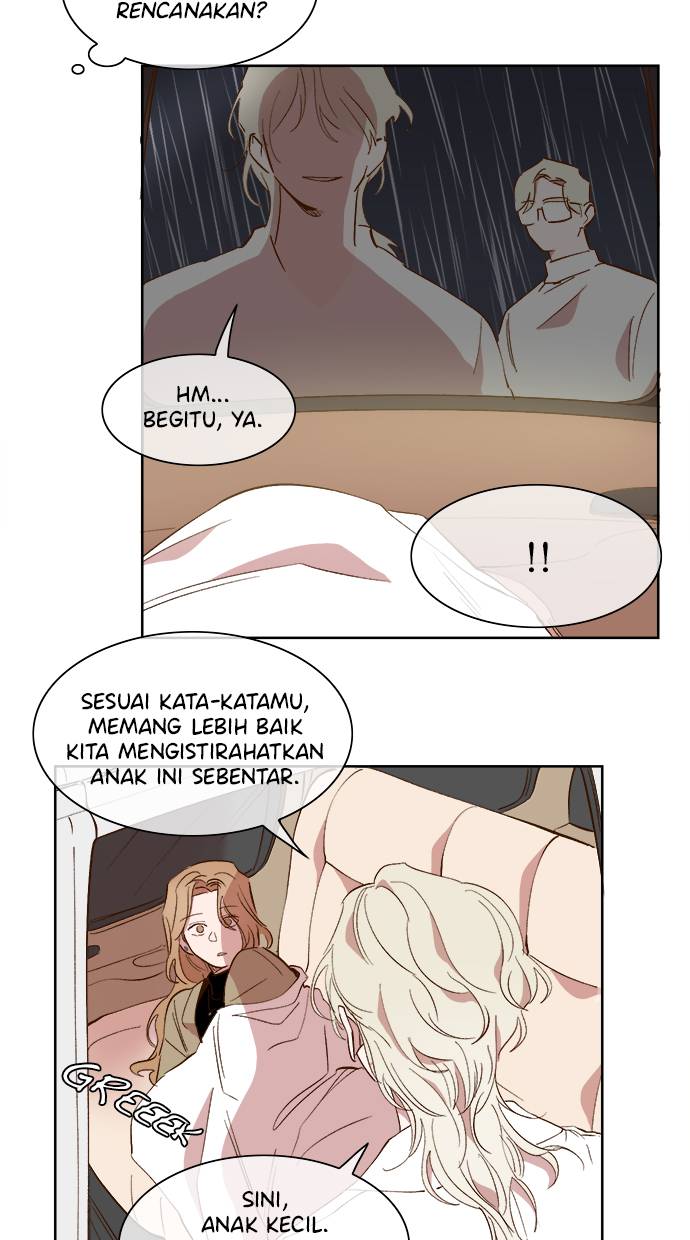 RENCANAKAN?
HM...
BEGITU, YA.
!!
SESUAI KATA-KATAMU,
MEMANG LEBIH BAIK
KITA MENGISTIRAHATKAN
ANAK INI SEBENTAR.
GREEEK
SINI,
ANAK KECIL.